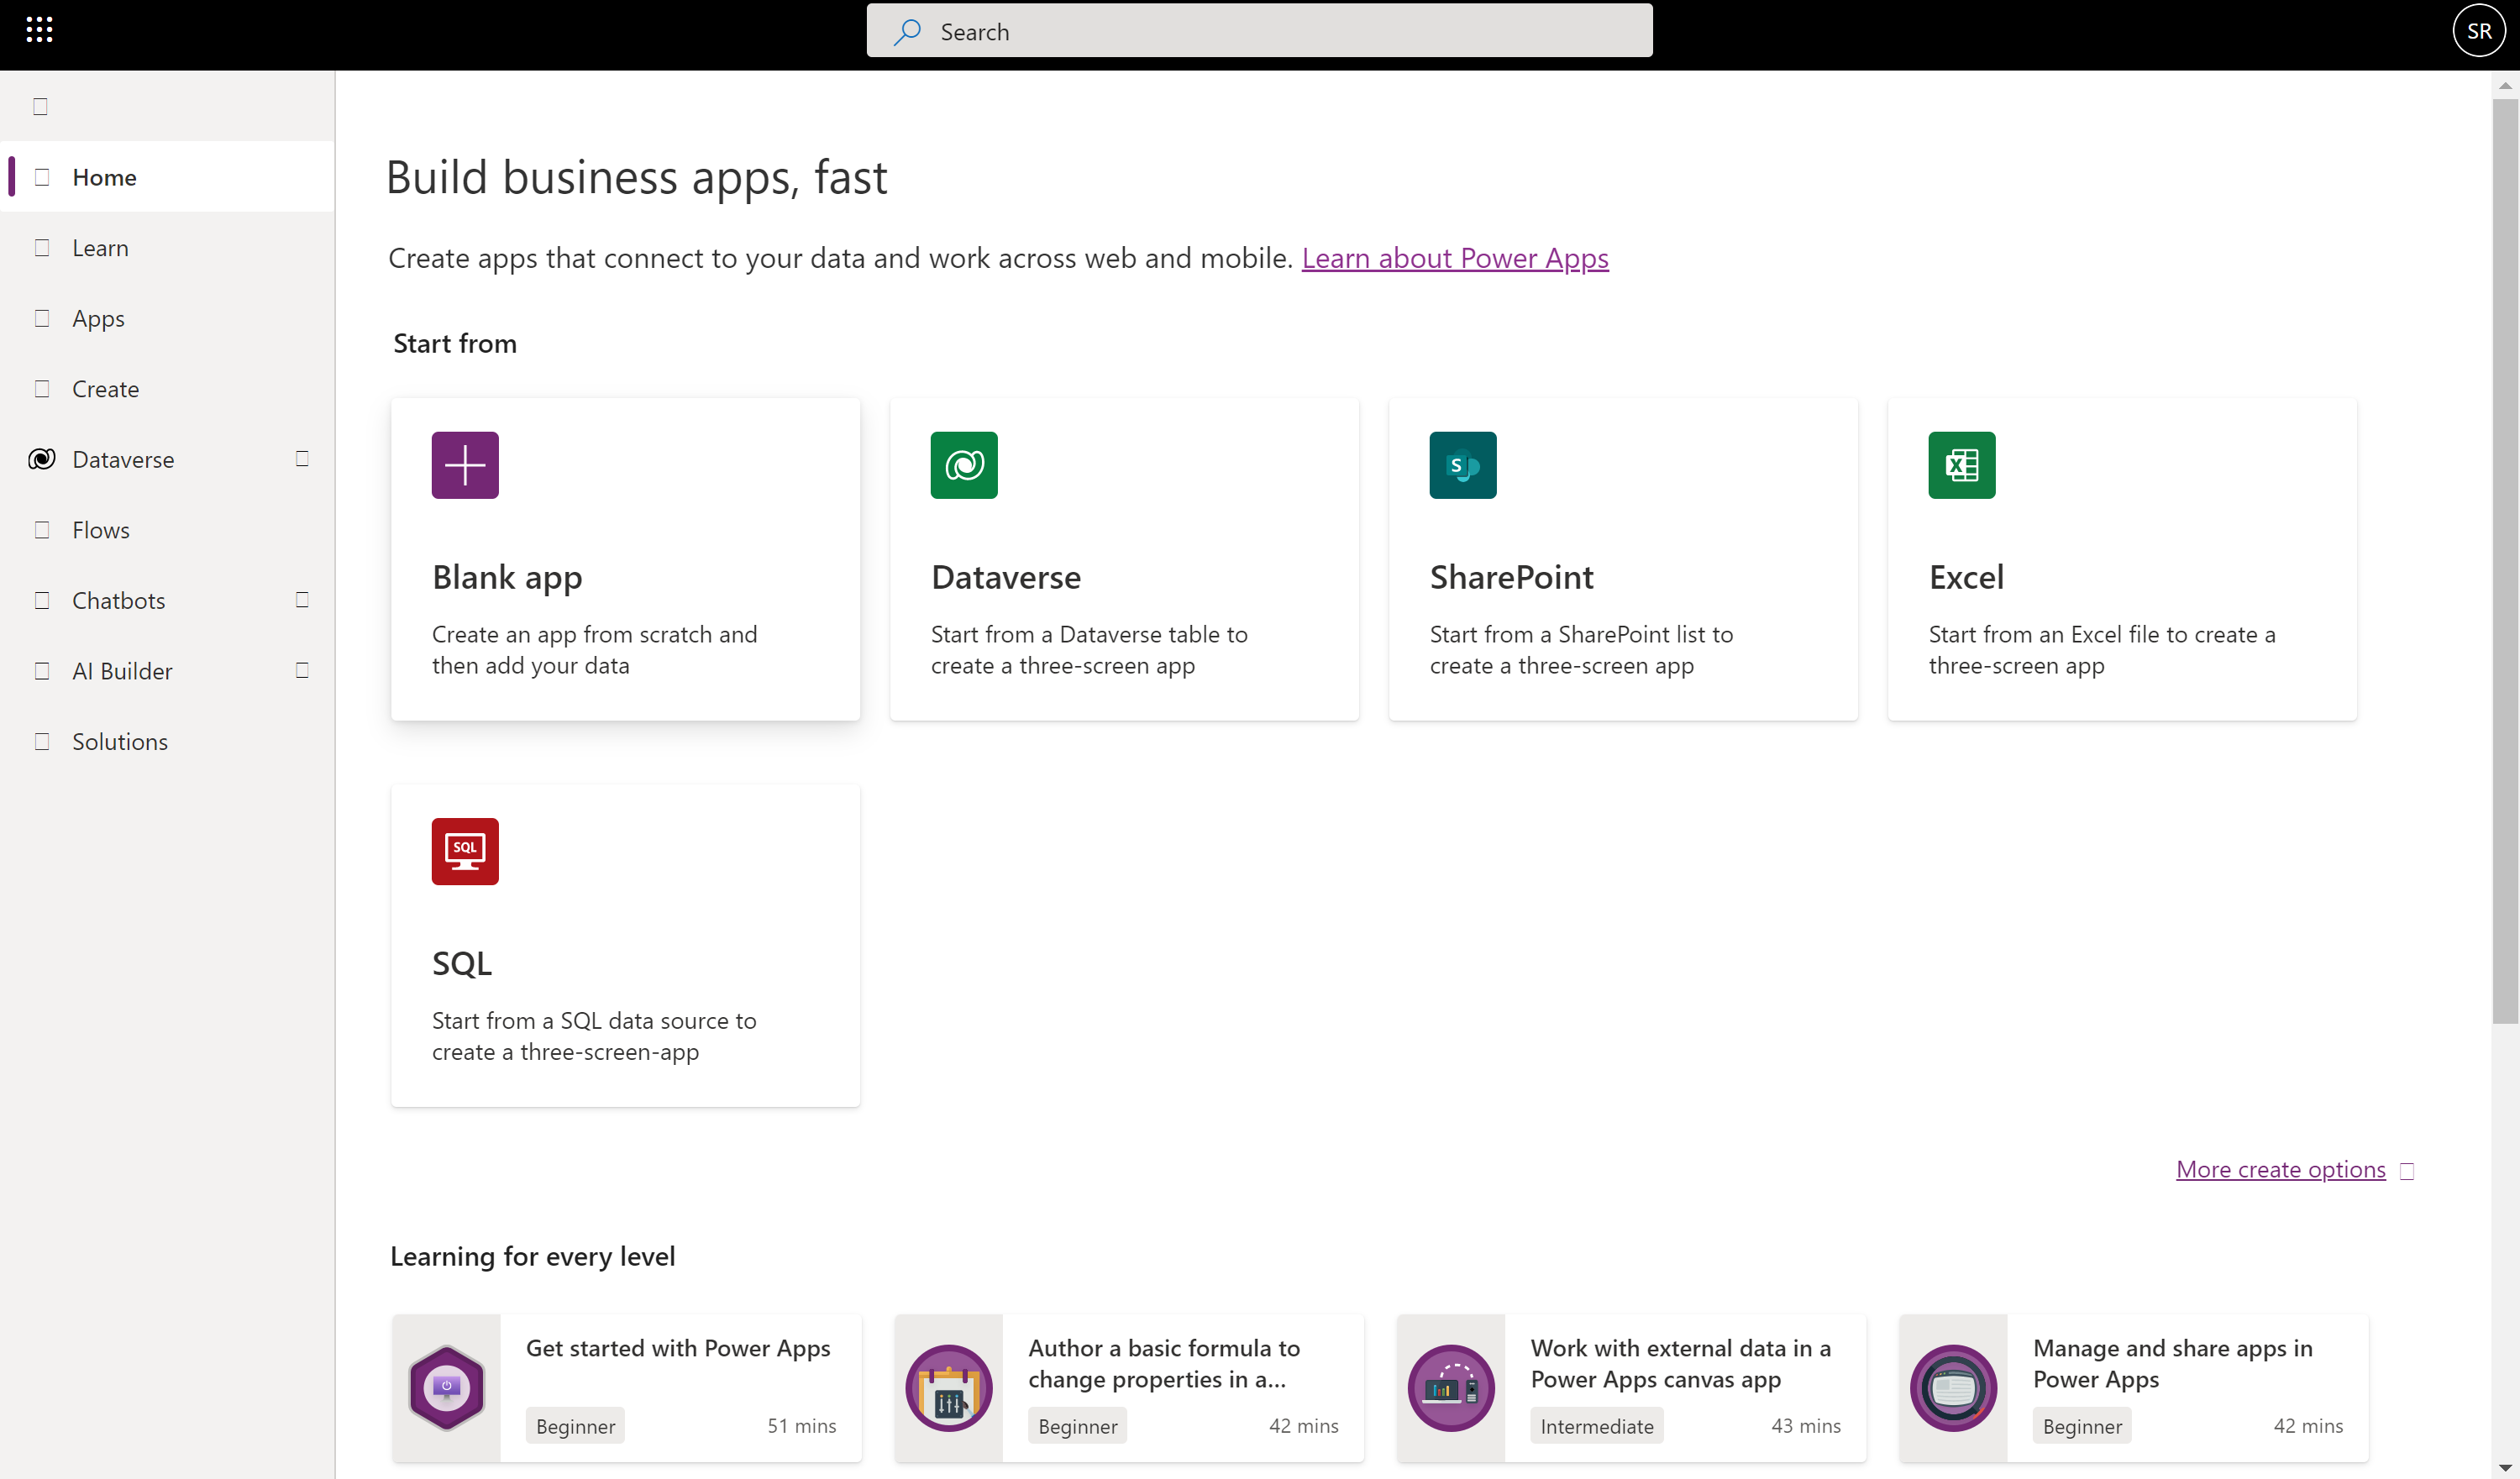 Search
SR
Home
Learn
Apps
Create
Dataverse
Flows
Chatbots
AI Builder
Solutions
Build business apps, fast
Create apps that connect to your data and work across web and mobile. Learn about Power Apps
Start from
Blank app
Create an app from scratch and
then add your data
Dataverse
Start from a Dataverse table to
create a three-screen app
S
SharePoint
Start from a SharePoint list to
create a three-screen app
X
Excel
Start from an Excel file to create a
three-screen app
SQL
SQL
Start from a SQL data source to
create a three-screen-app
More create options
Learning for every level
Get started with Power Apps
Beginner 51 mins
Author a basic formula to
change properties in a...
Beginner 42 mins
Work with external data in a
Power Apps canvas app
Intermediate 43 mins
Manage and share apps in
Power Apps
Beginner 42 mins